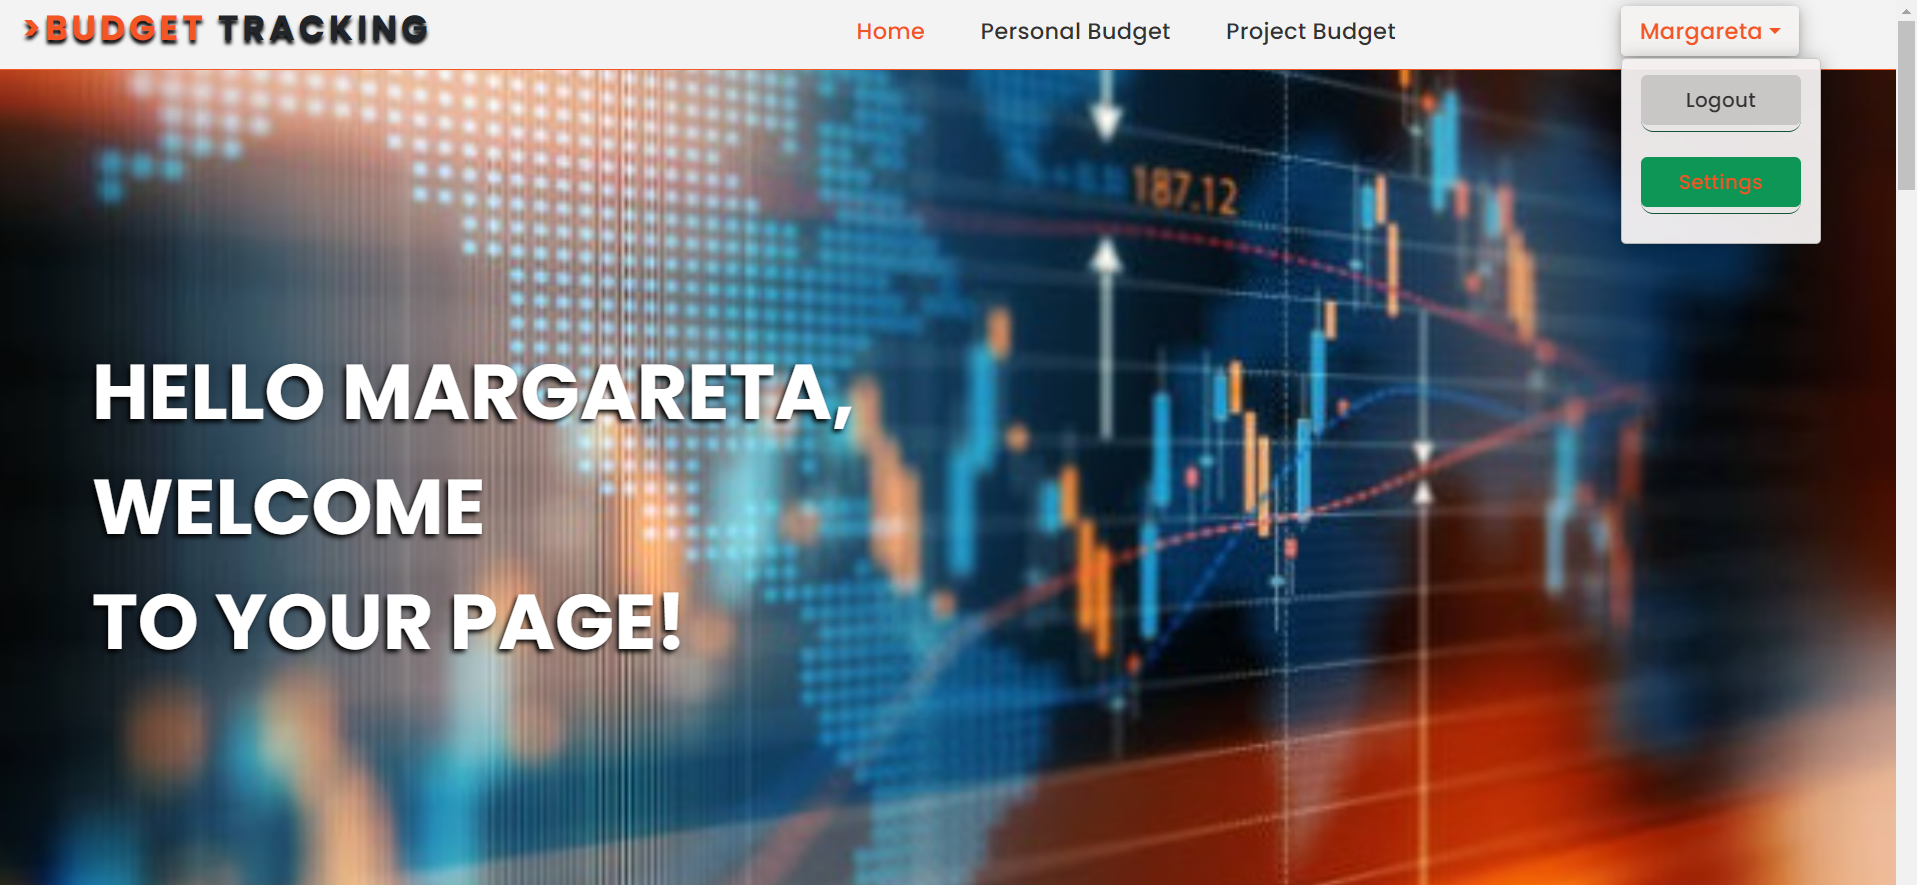 >BUDGET TRACKING
Home Personal Budget Project Budget
Margareta
Logout
Settings
187.12
HELLO MARGARETA,
WELCOME
TO YOUR PAGE!